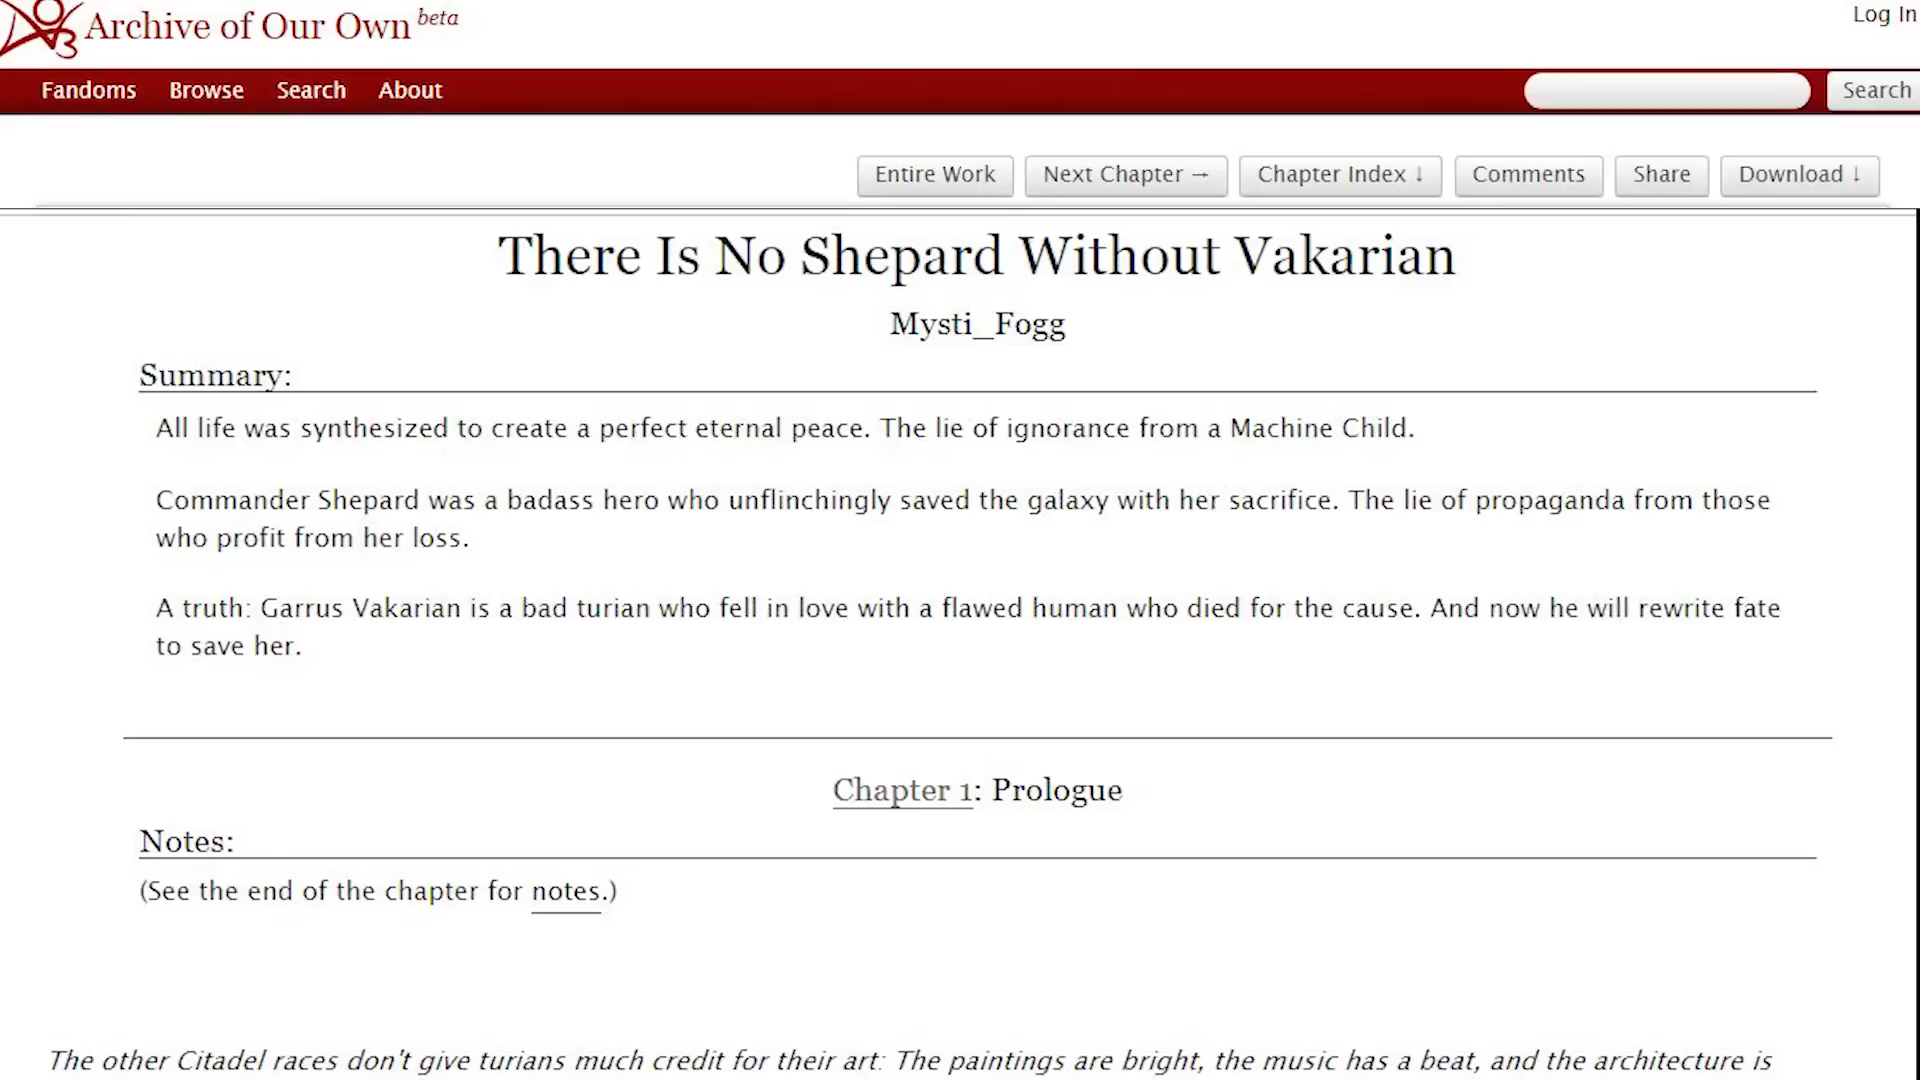 Archive of Our Own beta
Log In
Fandoms Browse Search About Search
Entire Work Next Chapter → Chapter Index ↓ Comments Share Download ↓
There Is No Shepard Without Vakarian
Mysti_Fogg
Summary:
All life was synthesized to create a perfect eternal peace. The lie of ignorance from a Machine Child.
Commander Shepard was a badass hero who unflinchingly saved the galaxy with her sacrifice. The lie of propaganda from those
who profit from her loss.
A truth: Garrus Vakarian is a bad turian who fell in love with a flawed human who died for the cause. And now he will rewrite fate
to save her.
Chapter 1: Prologue
Notes:
(See the end of the chapter for notes.)
The other Citadel races don't give turians much credit for their art: The paintings are bright, the music has a beat, and the architecture is